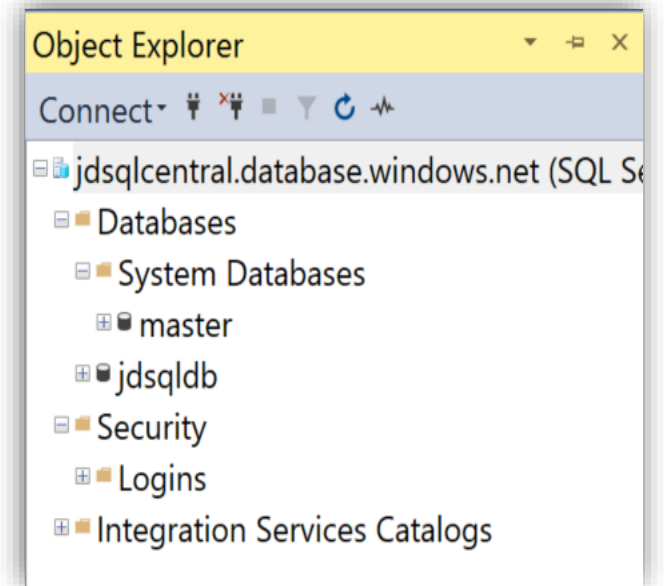 Object Explorer
Connect
jdsqlcentral.database.windows.net (SQL Se
Databases
System Databases
master
jdsqldb
Security
Logins
Integration Services Catalogs